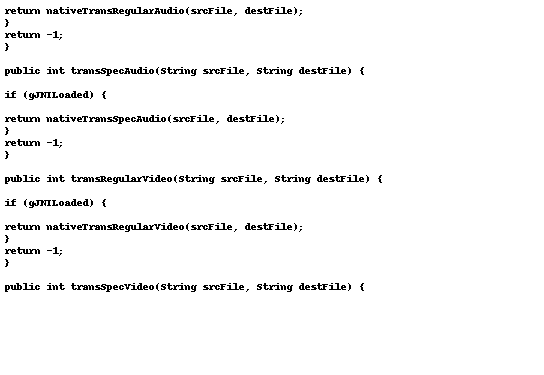 return nativeTransRegularAudio(srcFile, destFile);
}
return -1;
}
public int transSpecAudio(String srcFile, String destFile) {
if (gJNILoaded) {
return nativeTransSpecAudio(srcFile, destFile);
}
return -1;
}
public int transRegularVideo(String srcFile, String destFile) {
if (gJNILoaded) {
return nativeTransRegularVideo(srcFile, destFile);
}
return -1;
}
public int transSpecVideo(String srcFile, String destFile) {